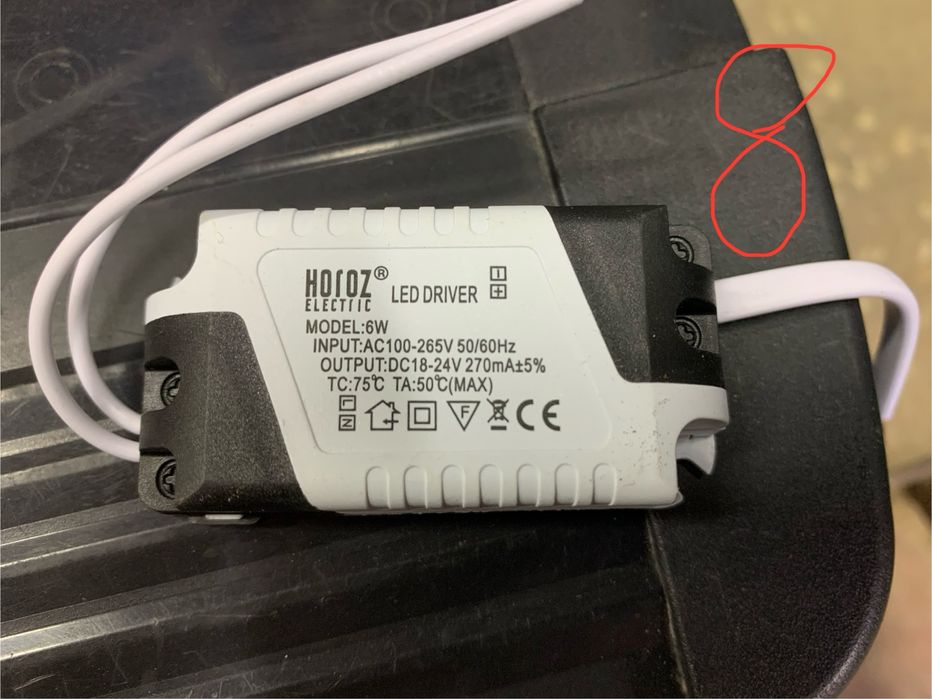 8
HOROZ®
ELECTRIC
LED DRIVER
- +
MODEL:6W
INPUT:AC100-265V 50/60Hz
OUTPUT:DC18-24V 270mA±5%
TC:75℃ TA:50℃(MAX)
L
N
F
CE